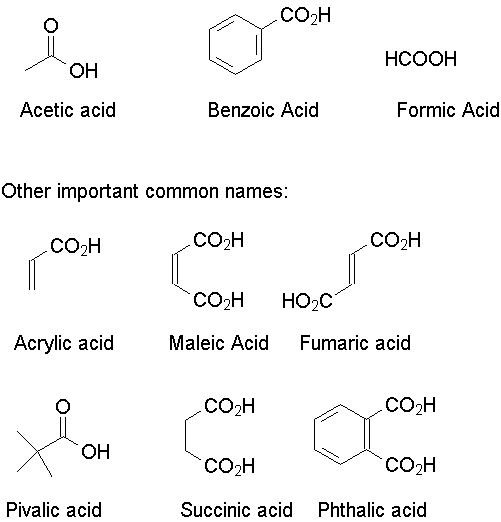 O
OH
CO2H
HCOOH
Acetic acid
Benzoic Acid
Formic Acid
Other important common names:
CO2H
CO2H
CO2H
CO2H
HO2C
Acrylic acid
Maleic Acid
Fumaric acid
O
OH
CO2H
CO2H
CO2H
CO2H
Pivalic acid
Succinic acid
Phthalic acid